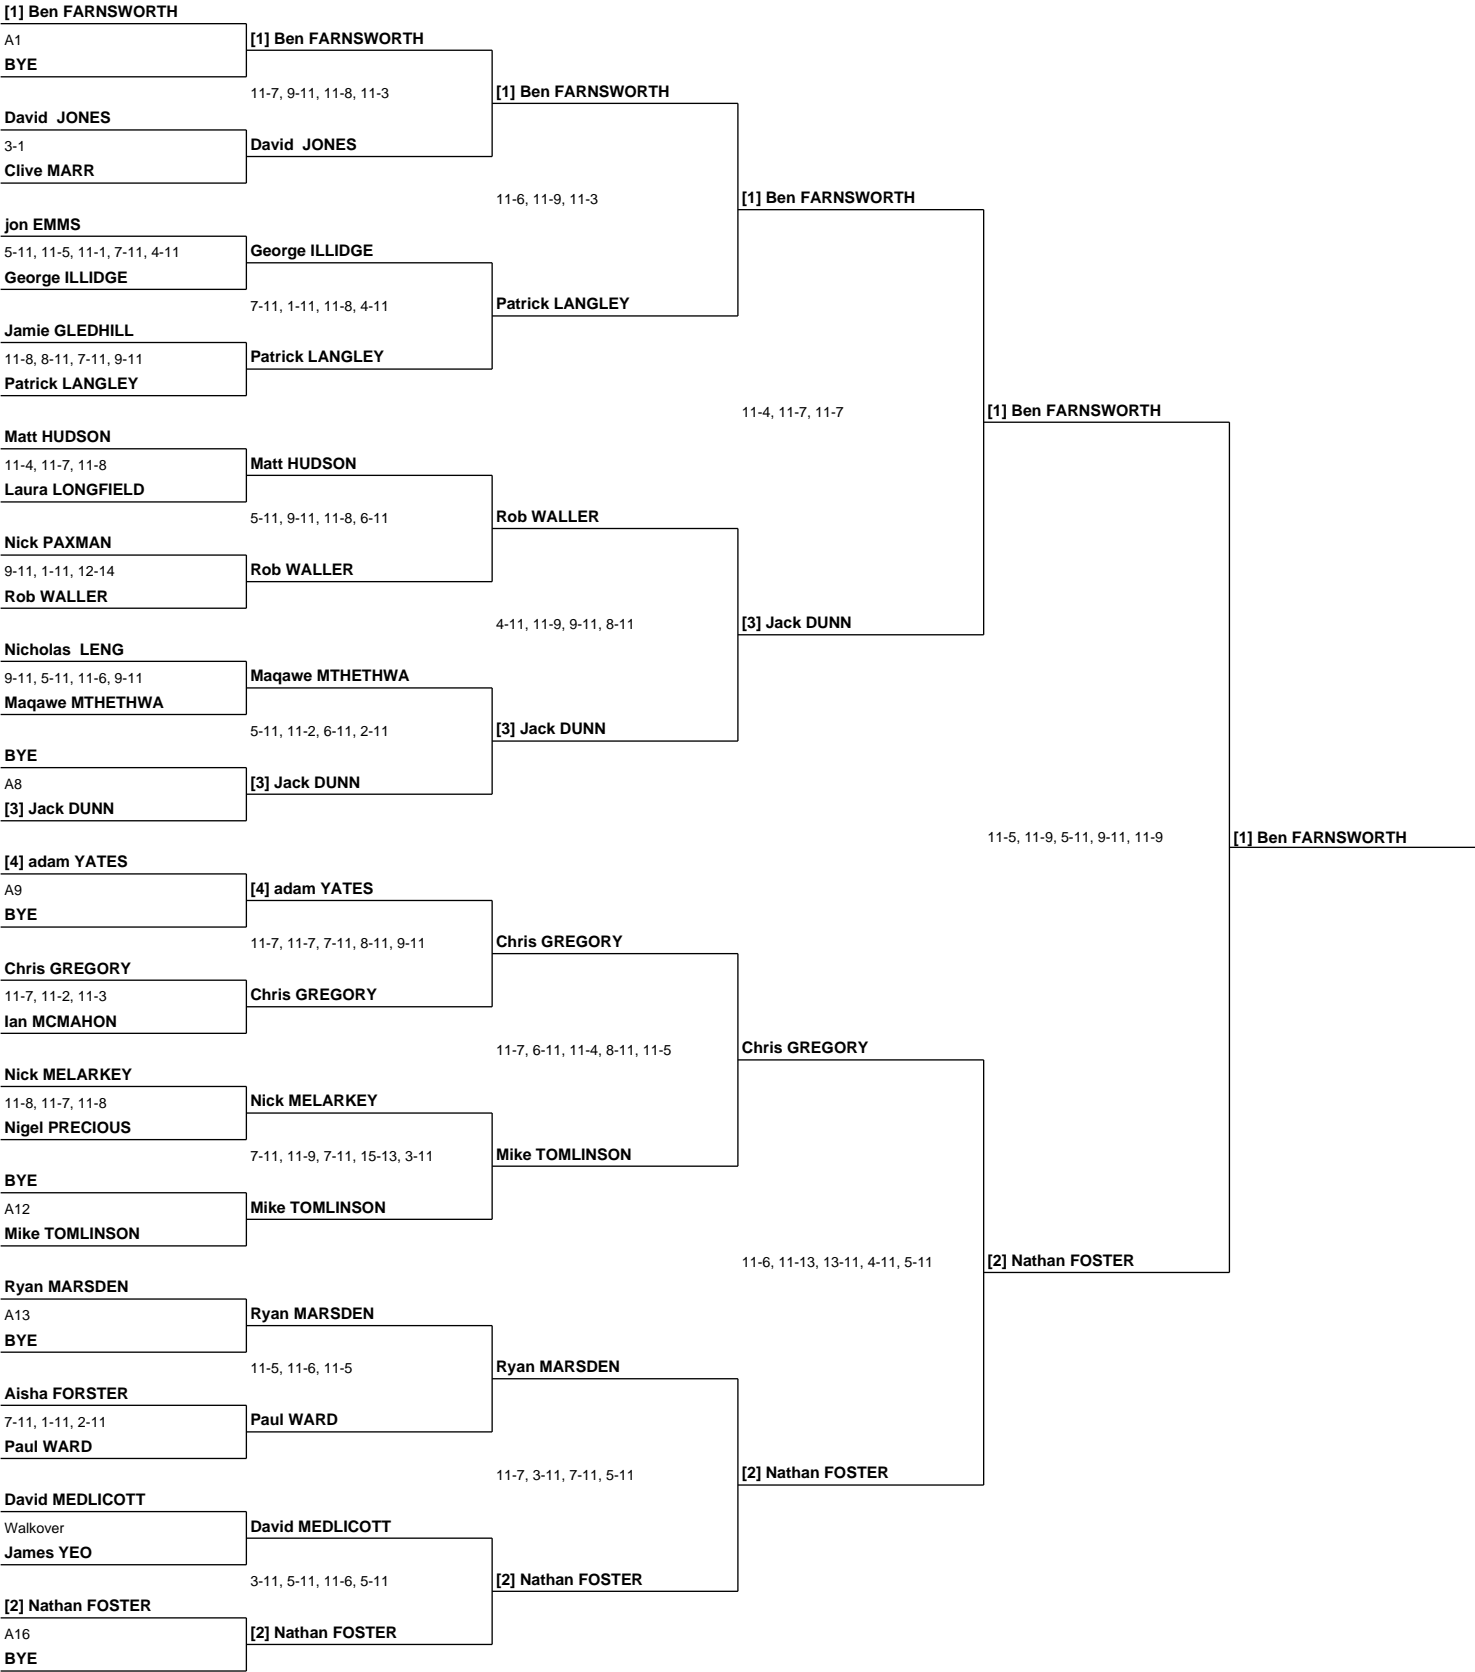 [1] Ben FARNSWORTH
A1
[1] Ben FARNSWORTH
BYE
11-7, 9-11, 11-8, 11-3
[1] Ben FARNSWORTH
David  JONES
3-1
David  JONES
Clive MARR
11-6, 11-9, 11-3
[1] Ben FARNSWORTH
jon EMMS
5-11, 11-5, 11-1, 7-11, 4-11
George ILLIDGE
George ILLIDGE
7-11, 1-11, 11-8, 4-11
Patrick LANGLEY
Jamie GLEDHILL
11-8, 8-11, 7-11, 9-11
Patrick LANGLEY
Patrick LANGLEY
11-4, 11-7, 11-7
[1] Ben FARNSWORTH
Matt HUDSON
11-4, 11-7, 11-8
Matt HUDSON
Laura LONGFIELD
5-11, 9-11, 11-8, 6-11
Rob WALLER
Nick PAXMAN
9-11, 1-11, 12-14
Rob WALLER
Rob WALLER
4-11, 11-9, 9-11, 8-11
[3] Jack DUNN
Nicholas  LENG
9-11, 5-11, 11-6, 9-11
Maqawe MTHETHWA
Maqawe MTHETHWA
5-11, 11-2, 6-11, 2-11
[3] Jack DUNN
BYE
A8
[3] Jack DUNN
[3] Jack DUNN
11-5, 11-9, 5-11, 9-11, 11-9
[1] Ben FARNSWORTH
[4] adam YATES
A9
[4] adam YATES
BYE
11-7, 11-7, 7-11, 8-11, 9-11
Chris GREGORY
Chris GREGORY
11-7, 11-2, 11-3
Chris GREGORY
Ian MCMAHON
11-7, 6-11, 11-4, 8-11, 11-5
Chris GREGORY
Nick MELARKEY
11-8, 11-7, 11-8
Nick MELARKEY
Nigel PRECIOUS
7-11, 11-9, 7-11, 15-13, 3-11
Mike TOMLINSON
BYE
A12
Mike TOMLINSON
Mike TOMLINSON
11-6, 11-13, 13-11, 4-11, 5-11
[2] Nathan FOSTER
Ryan MARSDEN
A13
Ryan MARSDEN
BYE
11-5, 11-6, 11-5
Ryan MARSDEN
Aisha FORSTER
7-11, 1-11, 2-11
Paul WARD
Paul WARD
11-7, 3-11, 7-11, 5-11
[2] Nathan FOSTER
David MEDLICOTT
Walkover
David MEDLICOTT
James YEO
3-11, 5-11, 11-6, 5-11
[2] Nathan FOSTER
[2] Nathan FOSTER
A16
[2] Nathan FOSTER
BYE